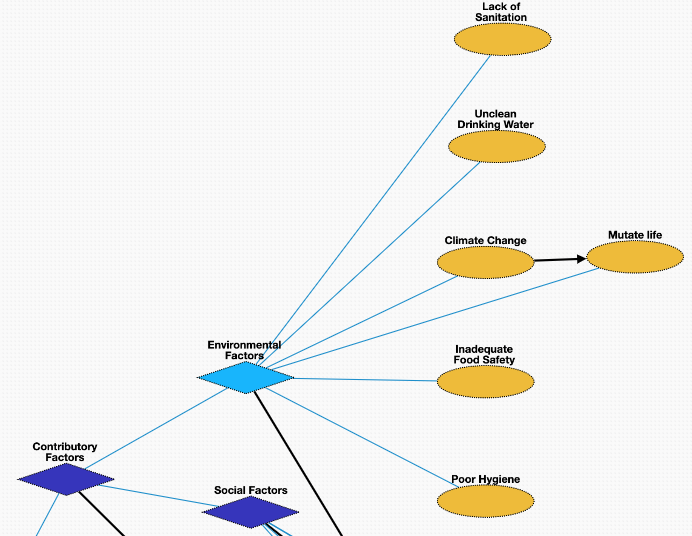 Lack of
Sanitation
Unclean
Drinking Water
Mutate life
Climate Change
Environmental
Factors
Inadequate
Food Safety
Contributory
Factors
Poor Hygiene
Social Factors